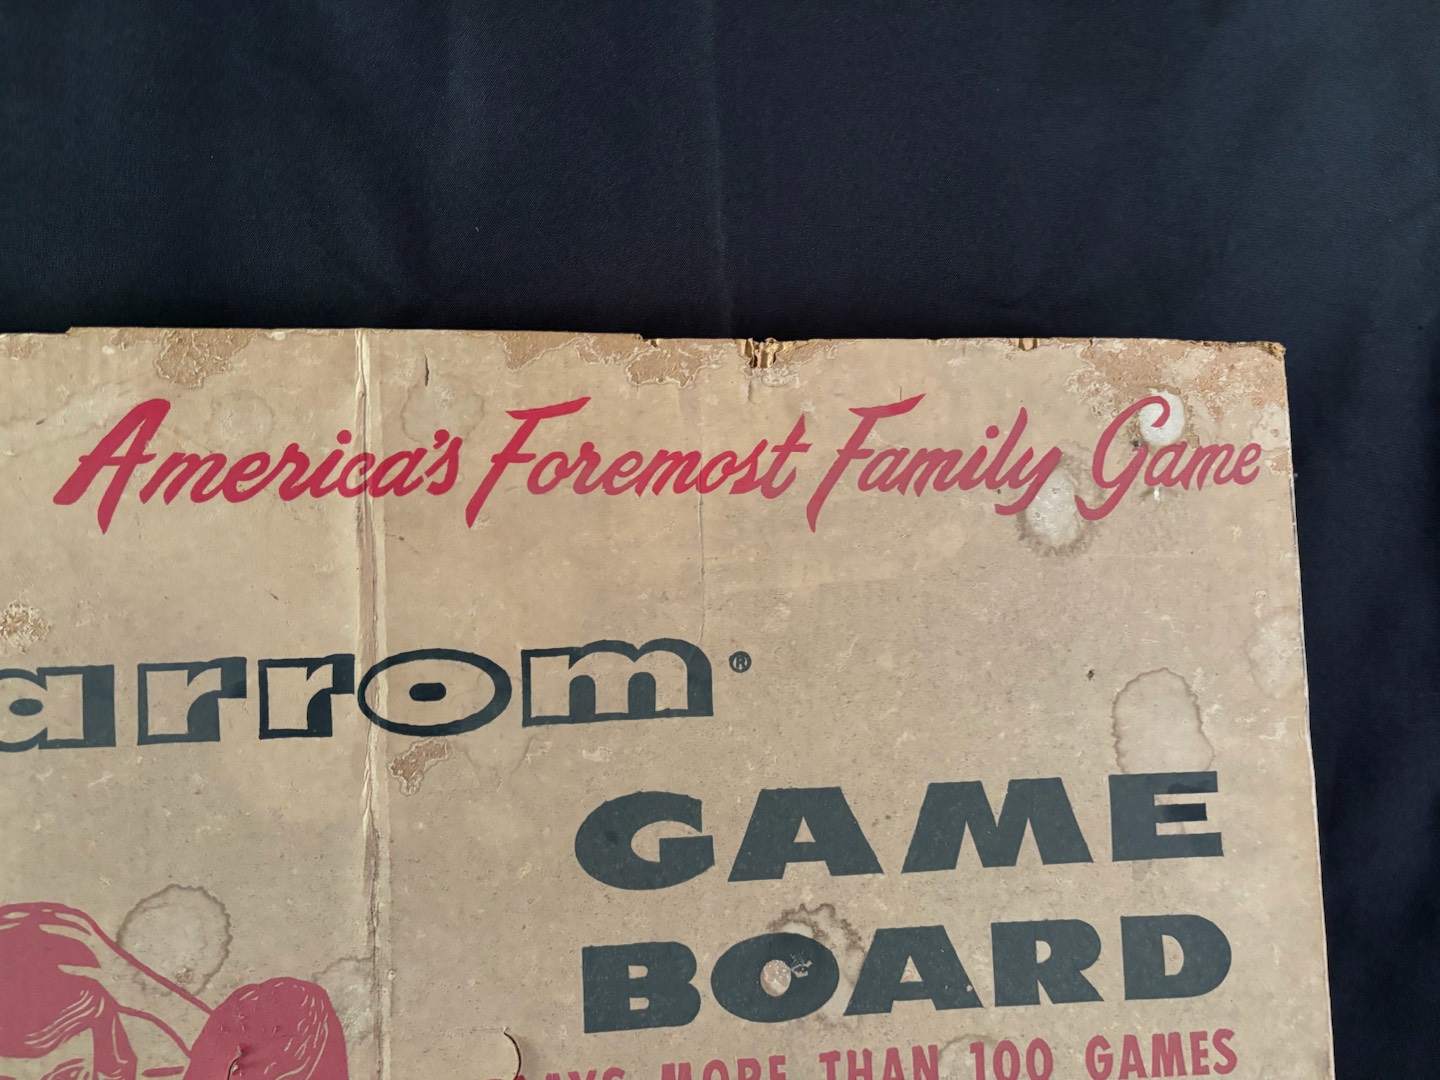 America's Foremost Family Game
arrom®
GAME
BOARD
MORE THAN 100 GAMES